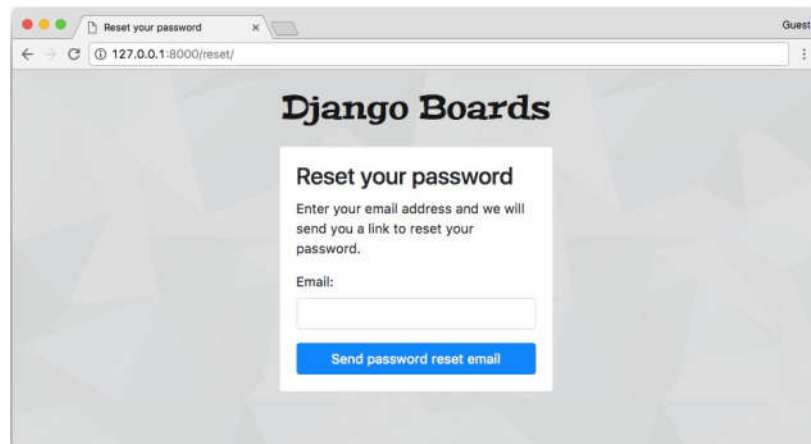 Reset your password
Guest
127.0.0.1:8000/reset/
Django Boards
Reset your password
Enter your email address and we will
send you a link to reset your
password.
Email:
Send password reset email